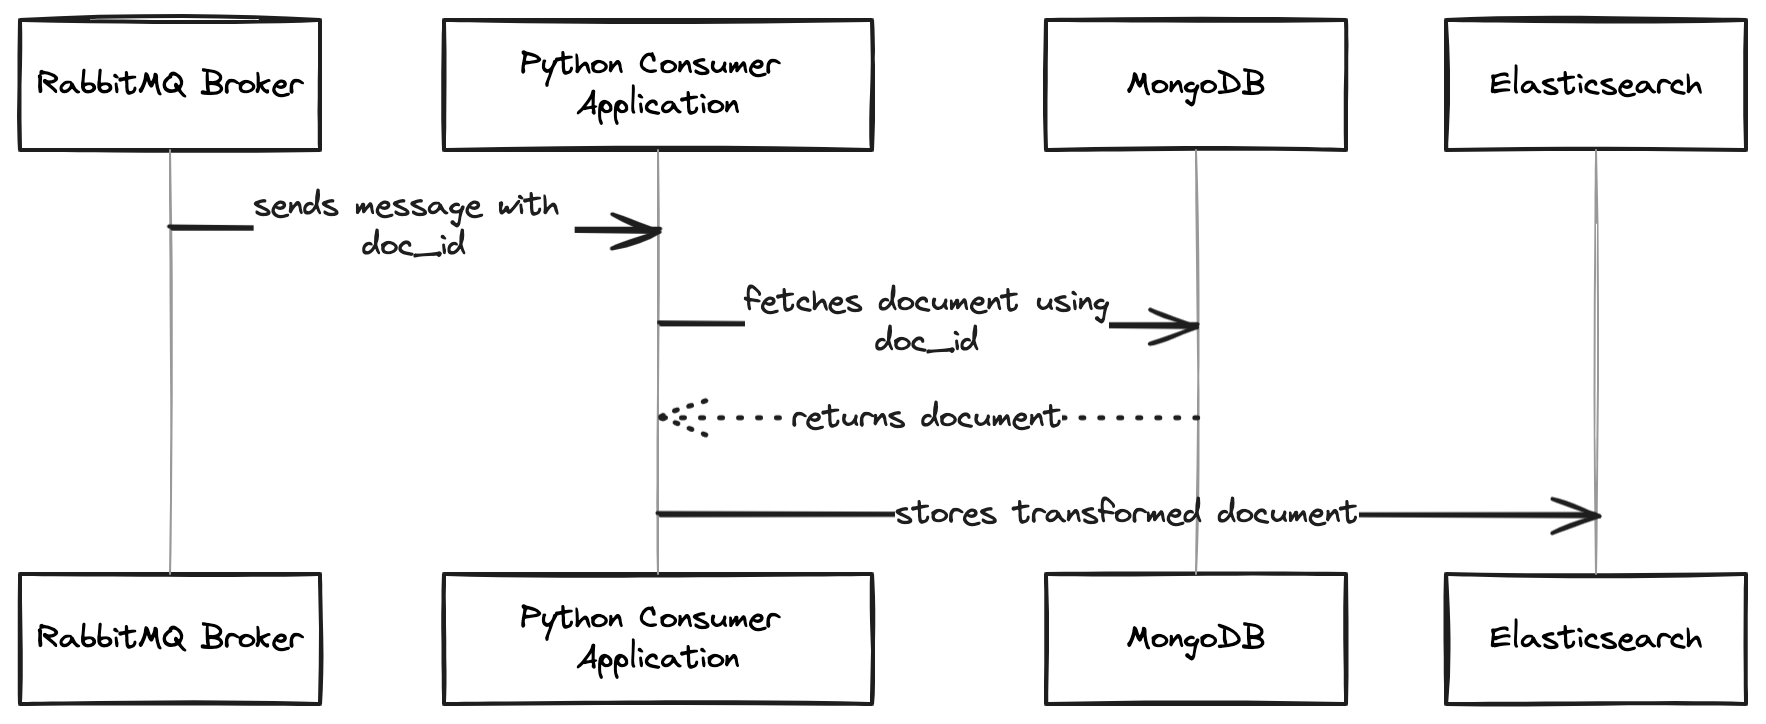 RabbitMQ Broker
Python Consumer
Application
MongoDB
Elasticsearch
sends message with
doc_id
fetches document using
doc_id
returns document
stores transformed document
RabbitMQ Broker
Python Consumer
Application
MongoDB
Elasticsearch